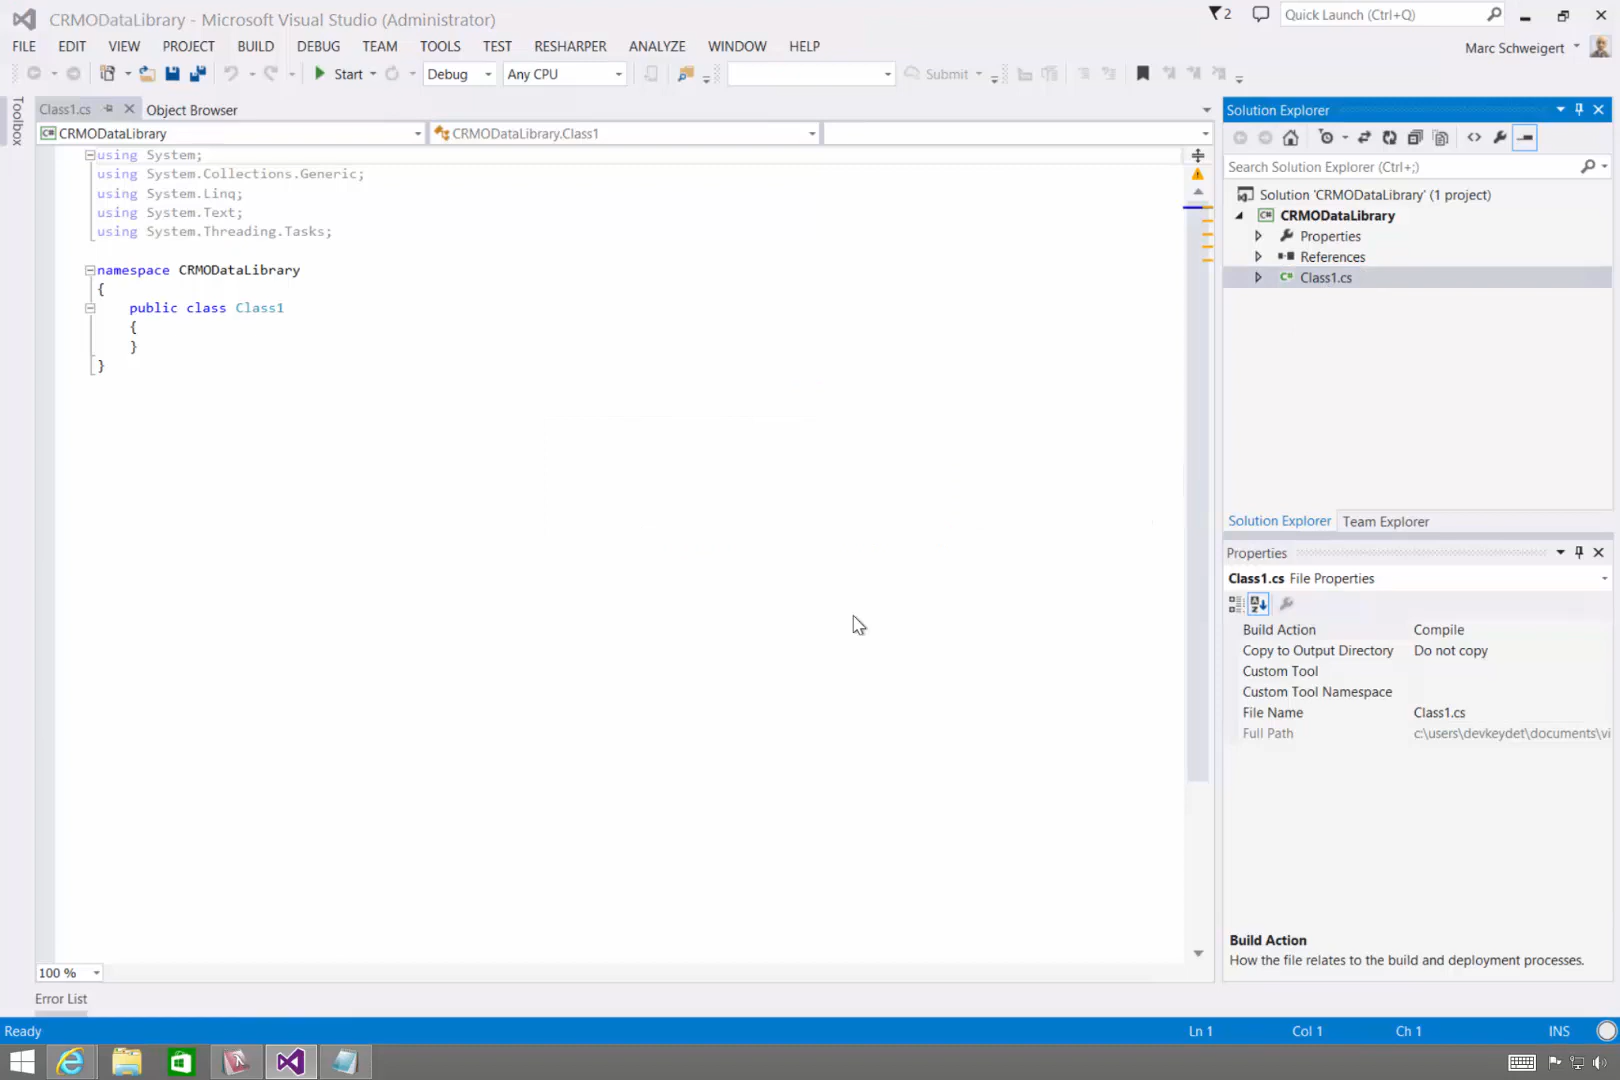 CRMODataLibrary - Microsoft Visual Studio (Administrator)
2
Quick Launch (Ctrl+Q)
FILE EDIT VIEW PROJECT BUILD DEBUG TEAM TOOLS TEST RESHARPER ANALYZE WINDOW HELP
Marc Schweigert
Start Debug Any CPU Submit
Toolbox
Class1.cs Object Browser
CRMODataLibrary CRMODataLibrary.Class1
using System;
using System.Collections.Generic;
using System.Linq;
using System.Text;
using System.Threading.Tasks;
namespace CRMODataLibrary
{
public class Class1
{
}
}
100 %
Error List
Solution Explorer
Search Solution Explorer (Ctrl+;)
Solution 'CRMODataLibrary' (1 project)
CRMODataLibrary
Properties
References
Class1.cs
Solution Explorer Team Explorer
Properties
Class1.cs File Properties
Build Action Compile
Copy to Output Directory Do not copy
Custom Tool
Custom Tool Namespace
File Name Class1.cs
Full Path c:\users\devkeydet\documents\vi
Build Action
How the file relates to the build and deployment processes.
Ready Ln 1 Col 1 Ch 1 INS